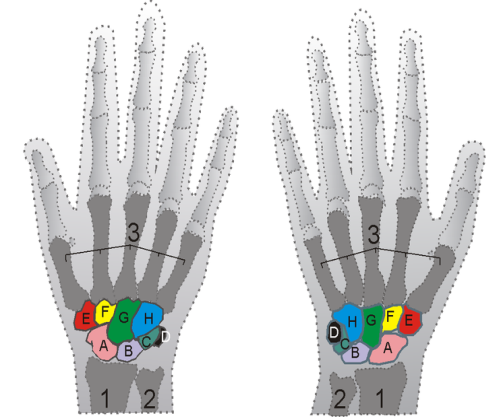 3
E F G H D
A B C
1 2
3
D H G F E
C B A
2 1